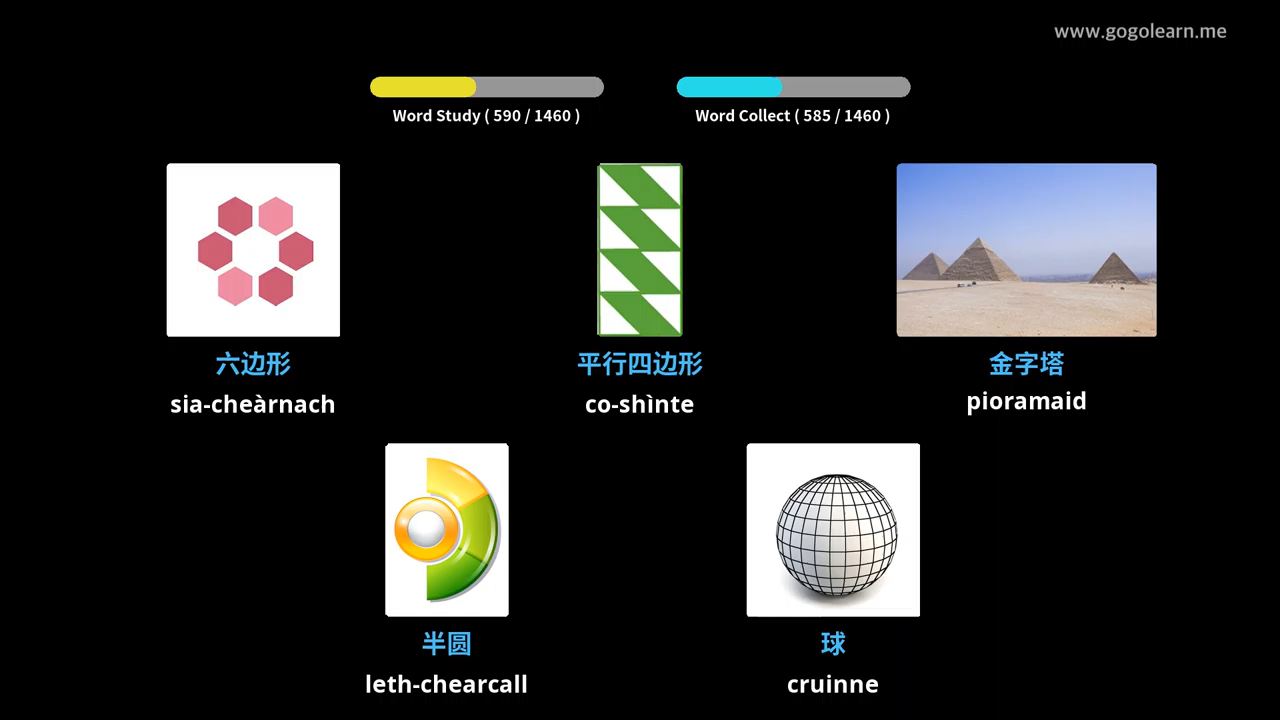 www.gogolearn.me
Word Study ( 590 / 1460 )
Word Collect ( 585 / 1460 )
六边形
平行四边形
金字塔
sia-cheàrnach
co-shìnte
pioramaid
半圆
球
leth-chearcall
cruinne